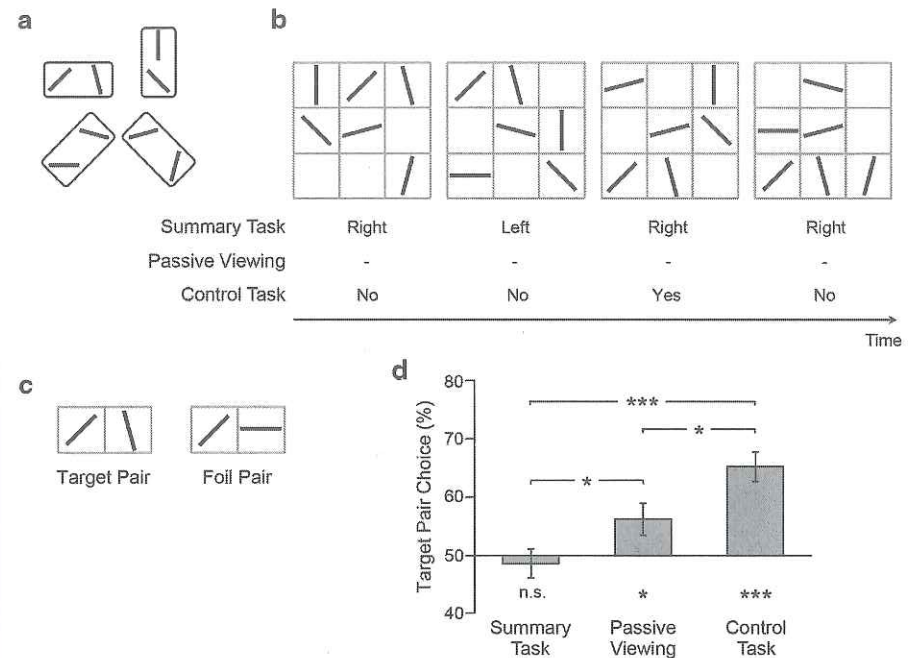 a
b
Summary Task Right Left Right Right
Passive Viewing - - - -
Control Task No No Yes No
Time
c
Target Pair Foil Pair
d
Target Pair Choice (%)
80
70
60
50
40
***
*
*
n.s. * ***
Summary Task
Passive Viewing
Control Task